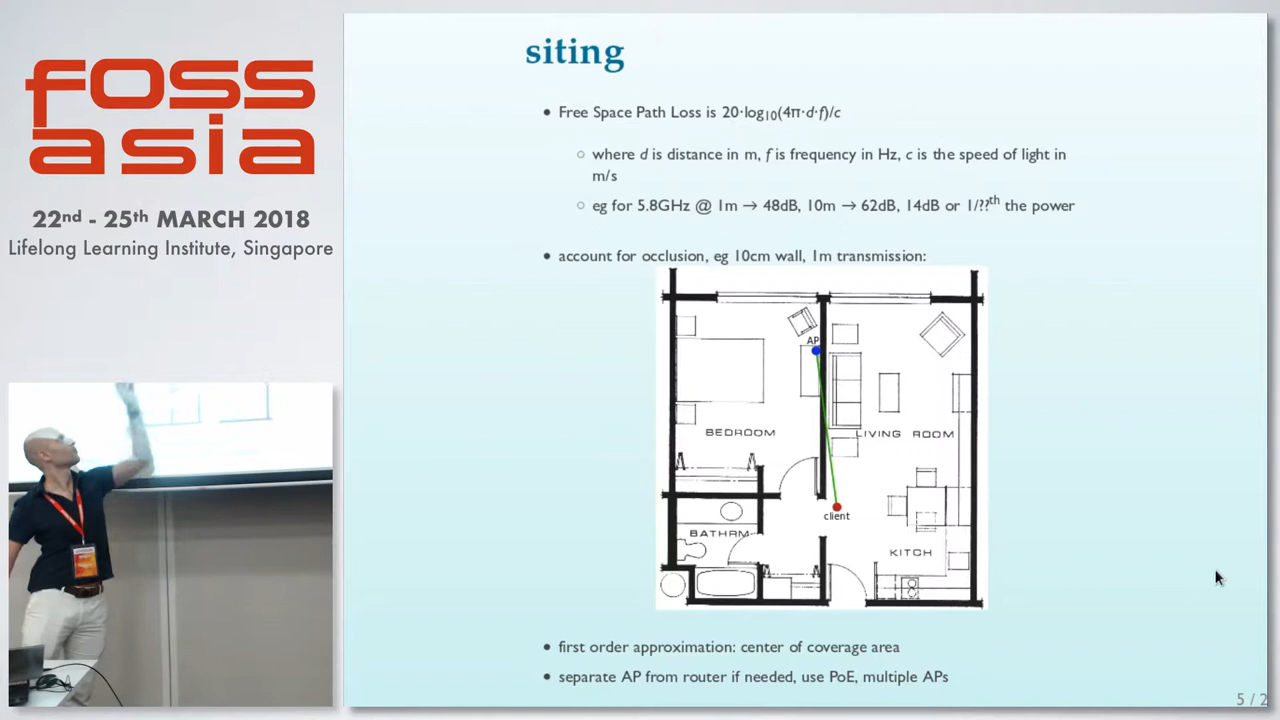 foss
asia
22nd - 25th MARCH 2018
Lifelong Learning Institute, Singapore
siting
• Free Space Path Loss is 20·log10(4π·d·f)/c
○ where d is distance in m, f is frequency in Hz, c is the speed of light in
m/s
○ eg for 5.8GHz @ 1m → 48dB, 10m → 62dB, 14dB or 1/??th the power
• account for occlusion, eg 10cm wall, 1m transmission:
AP
BEDROOM
LIVING ROOM
client
BATHRM
KITCH
• first order approximation: center of coverage area
• separate AP from router if needed, use PoE, multiple APs
5 / 2